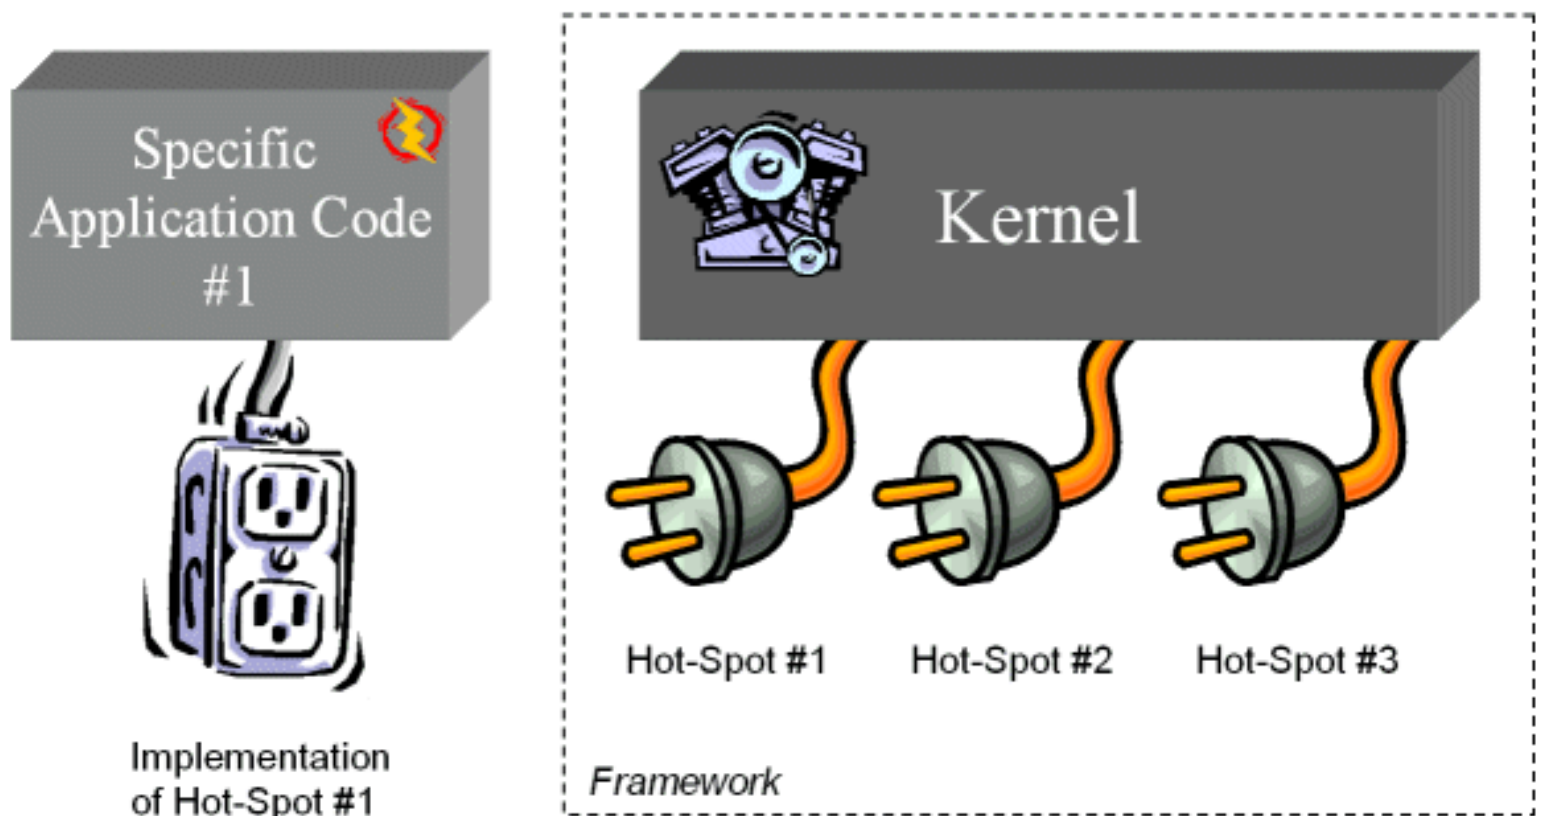 Specific
Application Code
#1
Implementation
of Hot-Spot #1
Kernel
Hot-Spot #1
Hot-Spot #2
Hot-Spot #3
Framework